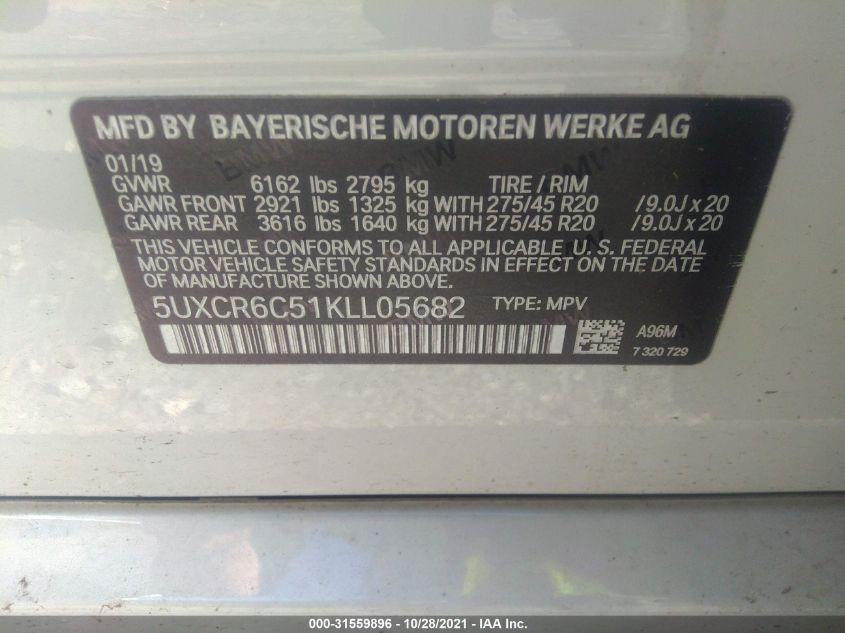 MFD BY BAYERISCHE MOTOREN WERKE AG
01/19
GVWR 6162 lbs 2795 kg TIRE / RIM
GAWR FRONT 2921 lbs 1325 kg WITH 275/45 R20 /9.0J x 20
GAWR REAR 3616 lbs 1640 kg WITH 275/45 R20 /9.0J x 20
THIS VEHICLE CONFORMS TO ALL APPLICABLE U. S. FEDERAL
MOTOR VEHICLE SAFETY STANDARDS IN EFFECT ON THE DATE
OF MANUFACTURE SHOWN ABOVE.
5UXCR6C51KLL05682 TYPE: MPV
A96M
7 320 729
000-31559896 - 10/28/2021 - IAA Inc.